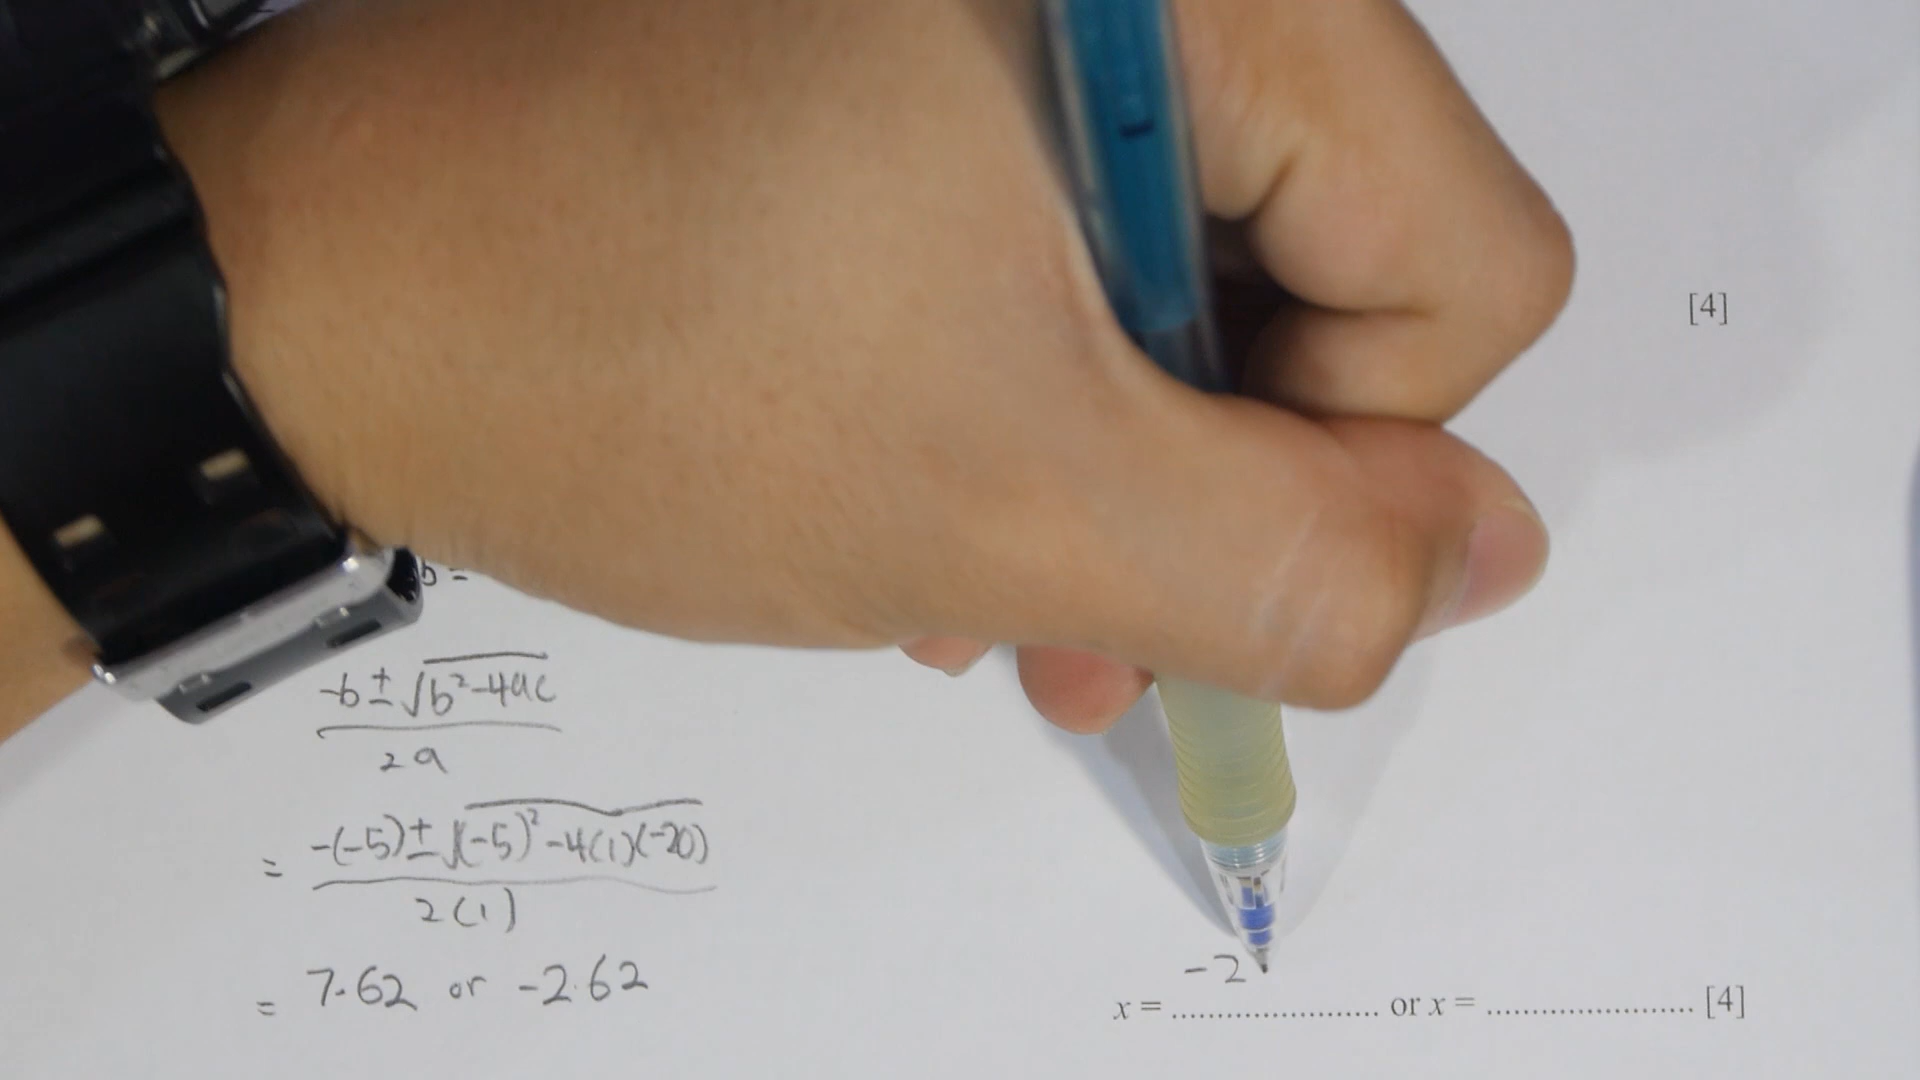 [4]
b =
-b ± √b²-4ac
2a
= -(-5) ± √(-5)² -4(1)(-20)
2(1)
= 7.62 or -2.62
-2
x = ...................... or x = ...................... [4]